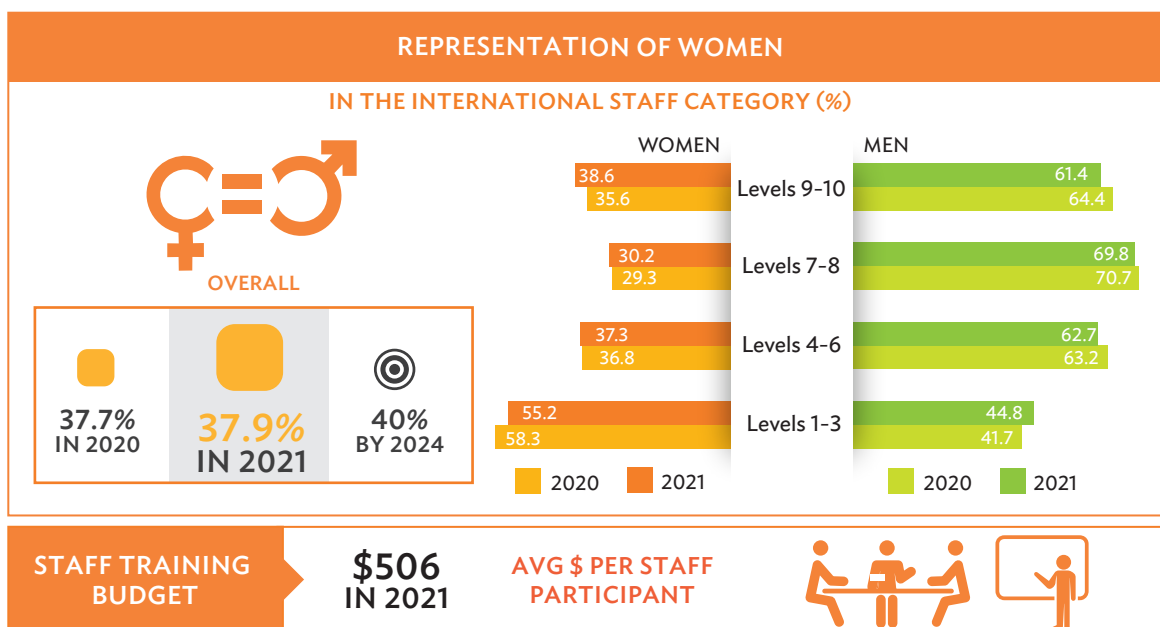 REPRESENTATION OF WOMEN
IN THE INTERNATIONAL STAFF CATEGORY (%)
OVERALL
37.7%
IN 2020
37.9%
IN 2021
40%
BY 2024
WOMEN MEN
38.6 Levels 9-10 61.4
35.6 64.4
30.2 Levels 7-8 69.8
29.3 70.7
37.3 Levels 4-6 62.7
36.8 63.2
55.2 Levels 1-3 44.8
58.3 41.7
2020 2021 2020 2021
STAFF TRAINING
BUDGET
$506
IN 2021
AVG $ PER STAFF
PARTICIPANT